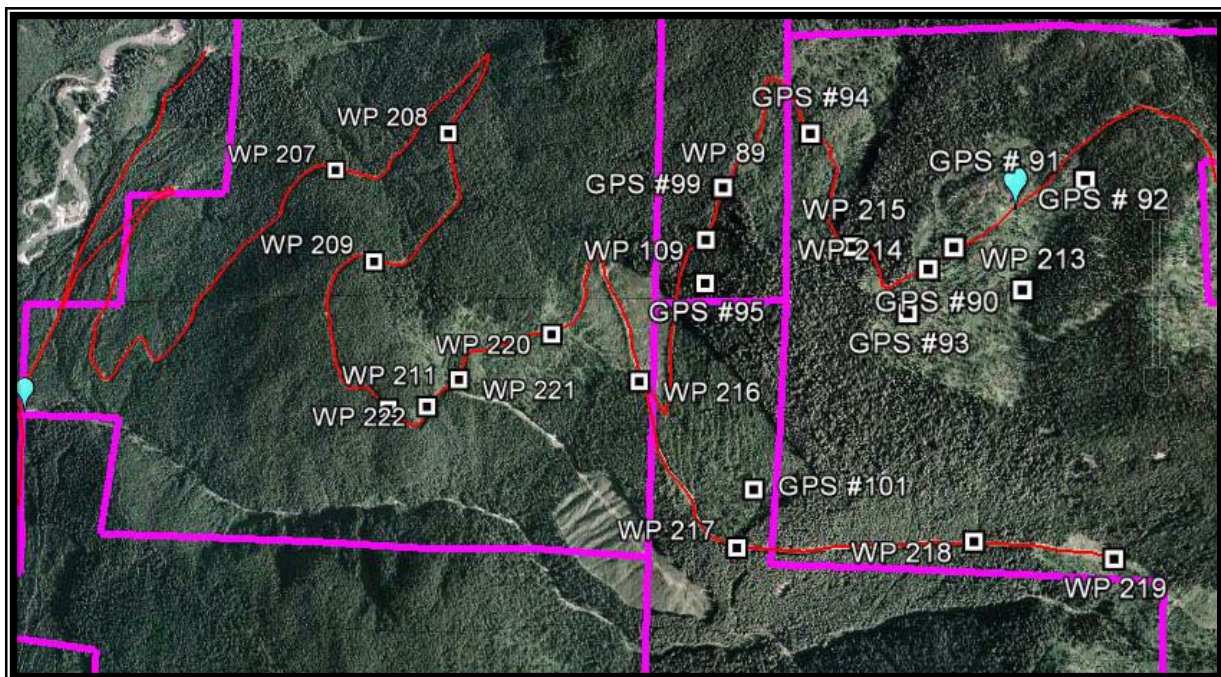 WP 208
GPS #94
WP 207
WP 89
GPS # 91
GPS #99
GPS # 92
WP 215
WP 209
WP 109
WP 214
WP 213
GPS #90
GPS #95
GPS #93
WP 220
WP 211
WP 221
WP 216
WP 222
GPS #101
WP 217
WP 218
WP 219